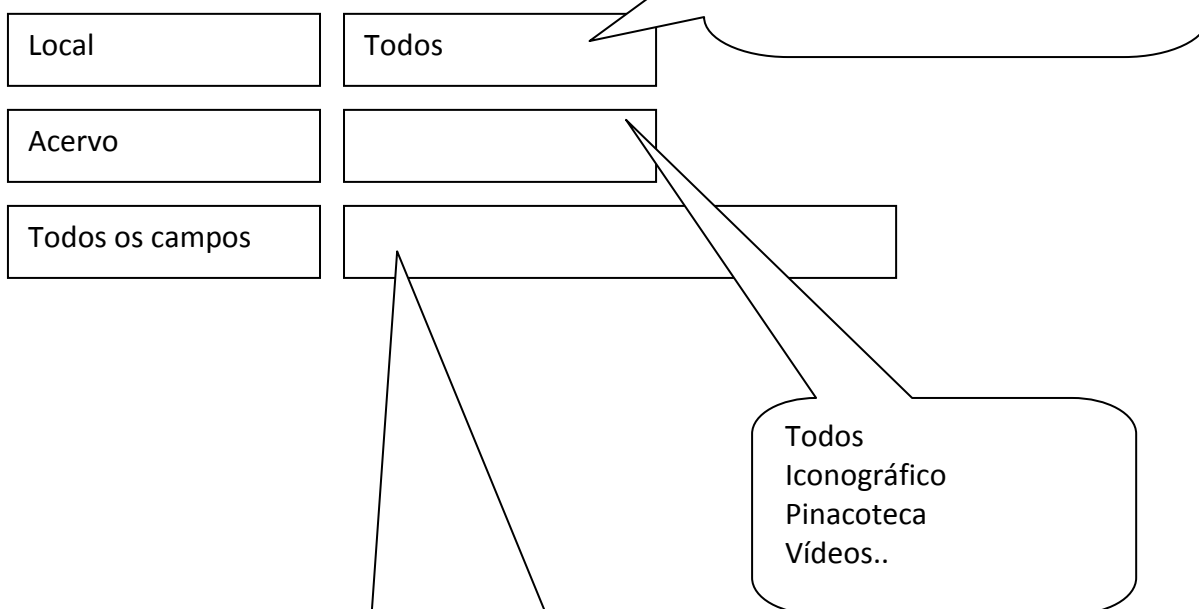 Local Todos
Acervo
Todos os campos
Todos
Iconográfico
Pinacoteca
Vídeos..